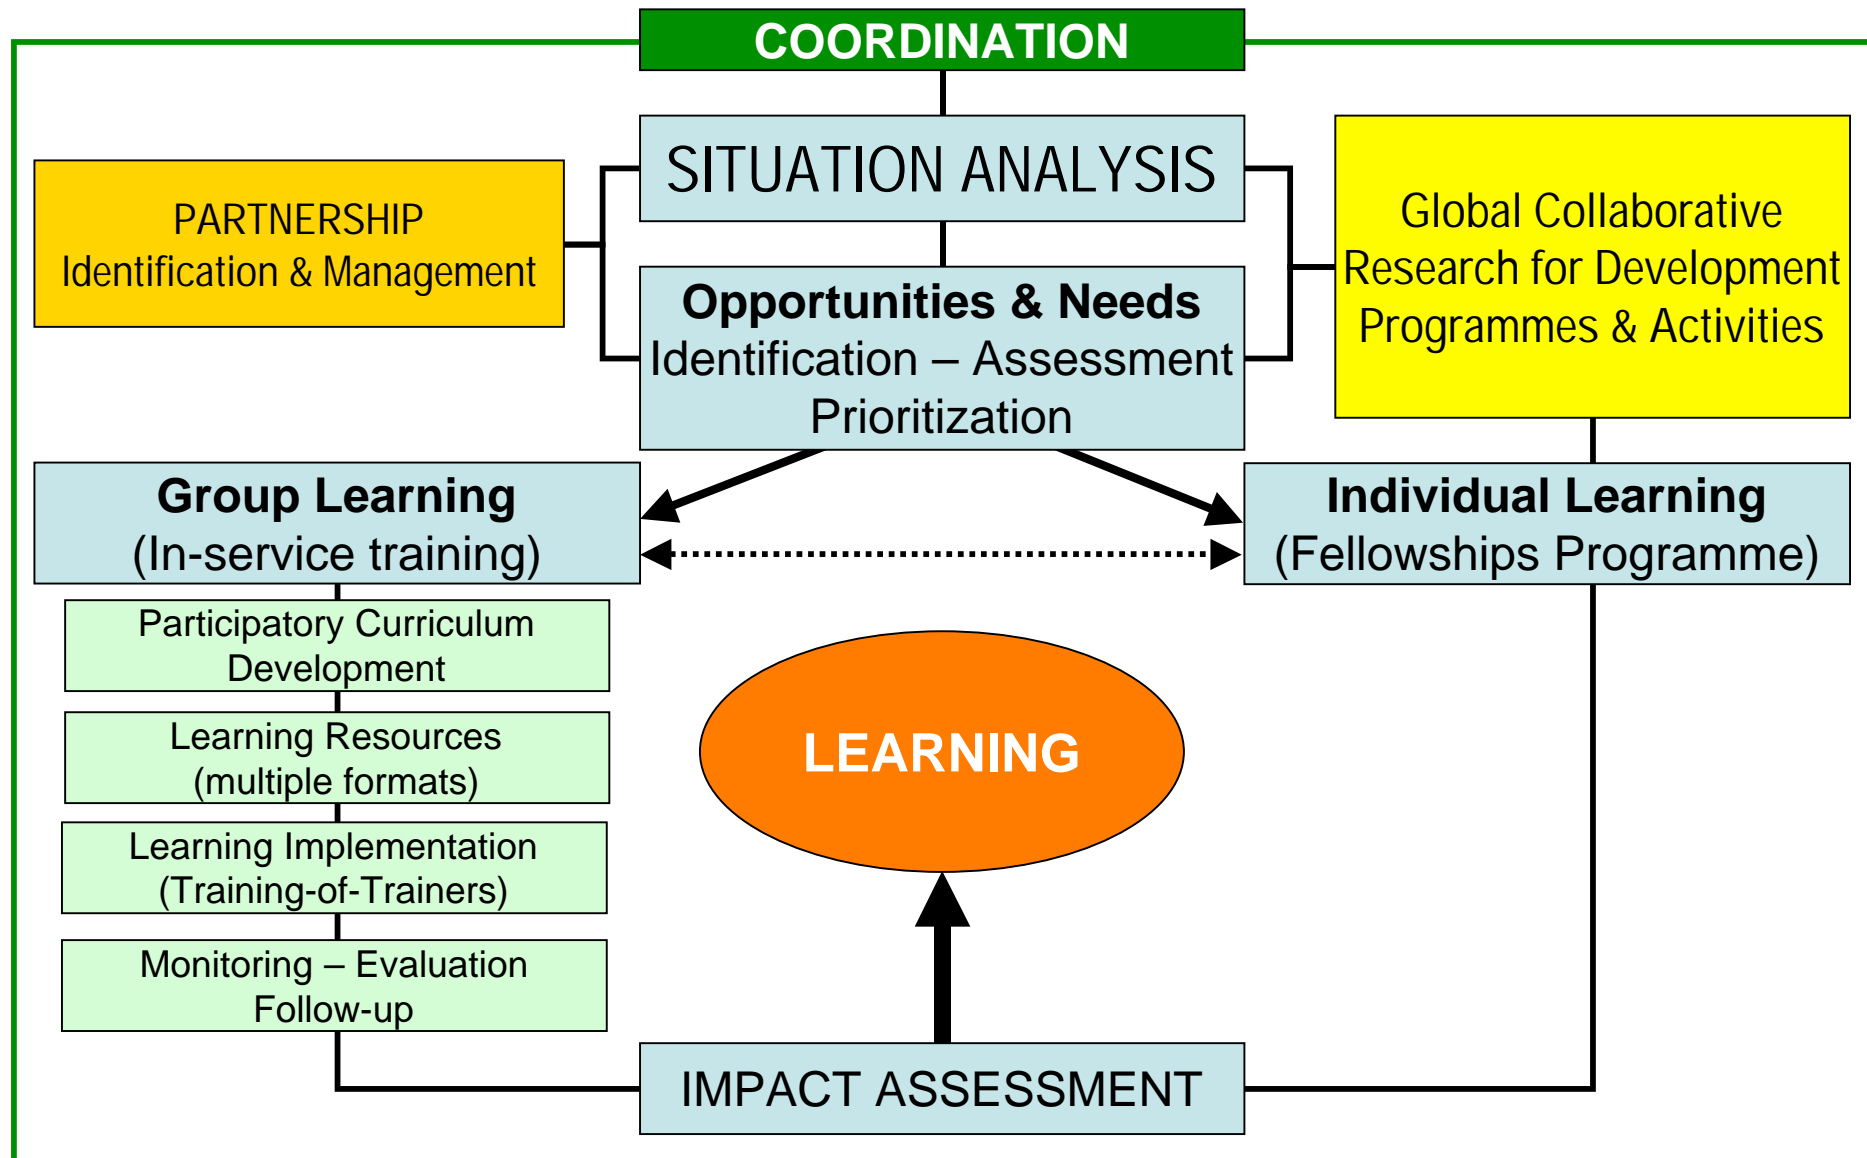 COORDINATION
SITUATION ANALYSIS
PARTNERSHIP
Identification & Management
Global Collaborative
Research for Development
Programmes & Activities
Opportunities & Needs
Identification – Assessment
Prioritization
Group Learning
(In-service training)
Individual Learning
(Fellowships Programme)
Participatory Curriculum
Development
Learning Resources
(multiple formats)
Learning Implementation
(Training-of-Trainers)
Monitoring – Evaluation
Follow-up
LEARNING
IMPACT ASSESSMENT